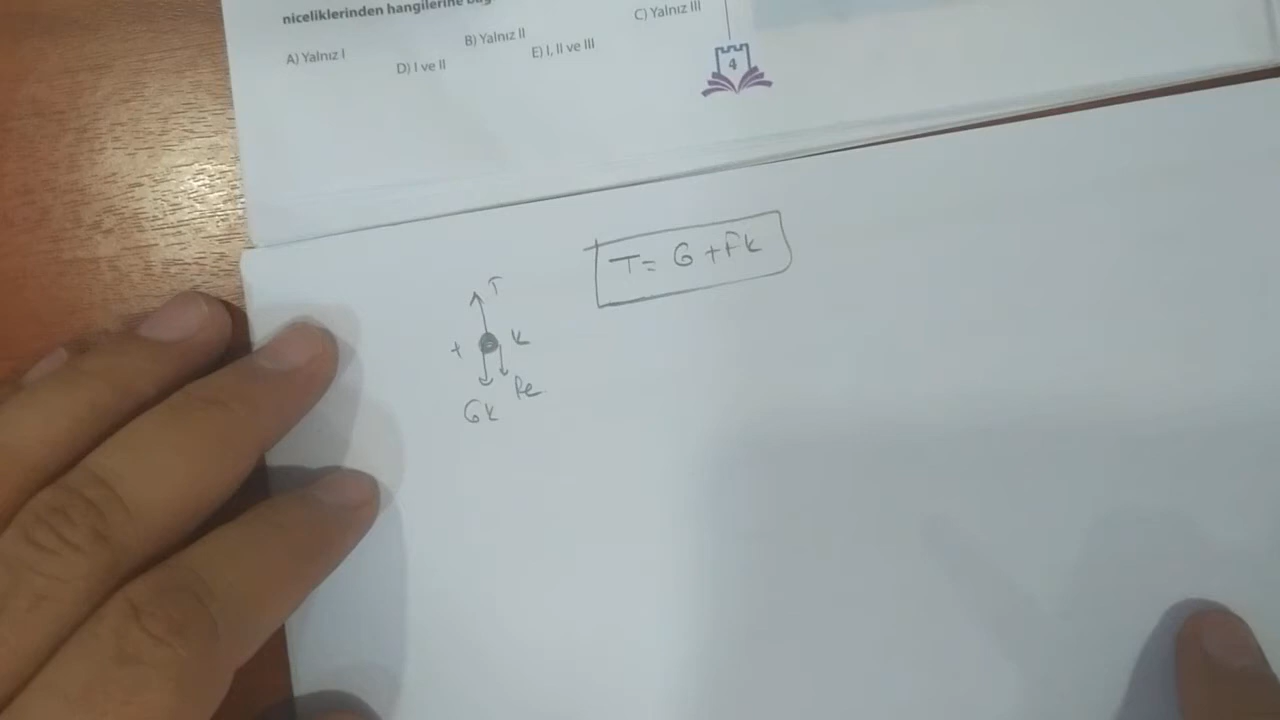 niceliklerinden hangilerine
A) Yalnız I
B) Yalnız II
C) Yalnız III
D) I ve II
E) I, II ve III
4
T = G + Fk
T
+
K
Fe
Gk